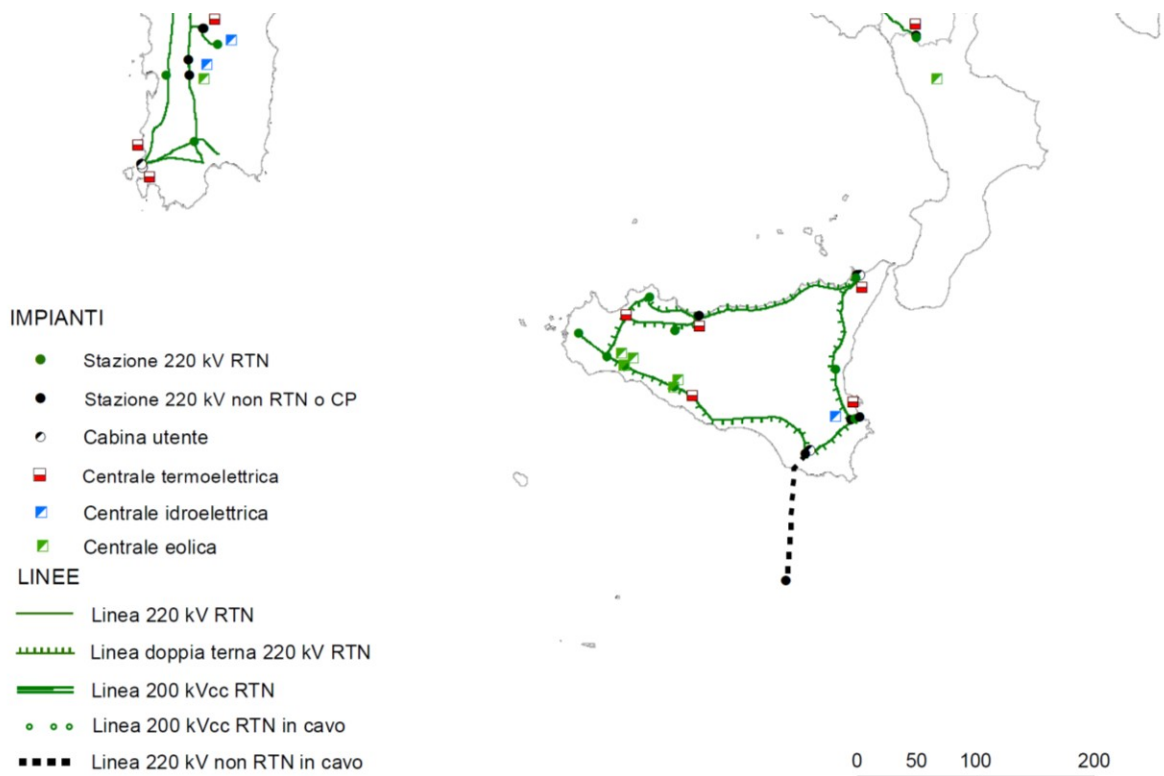 IMPIANTI
Stazione 220 kV RTN
Stazione 220 kV non RTN o CP
Cabina utente
Centrale termoelettrica
Centrale idroelettrica
Centrale eolica
LINEE
Linea 220 kV RTN
Linea doppia terna 220 kV RTN
Linea 200 kVcc RTN
Linea 200 kVcc RTN in cavo
Linea 220 kV non RTN in cavo
0 50 100 200